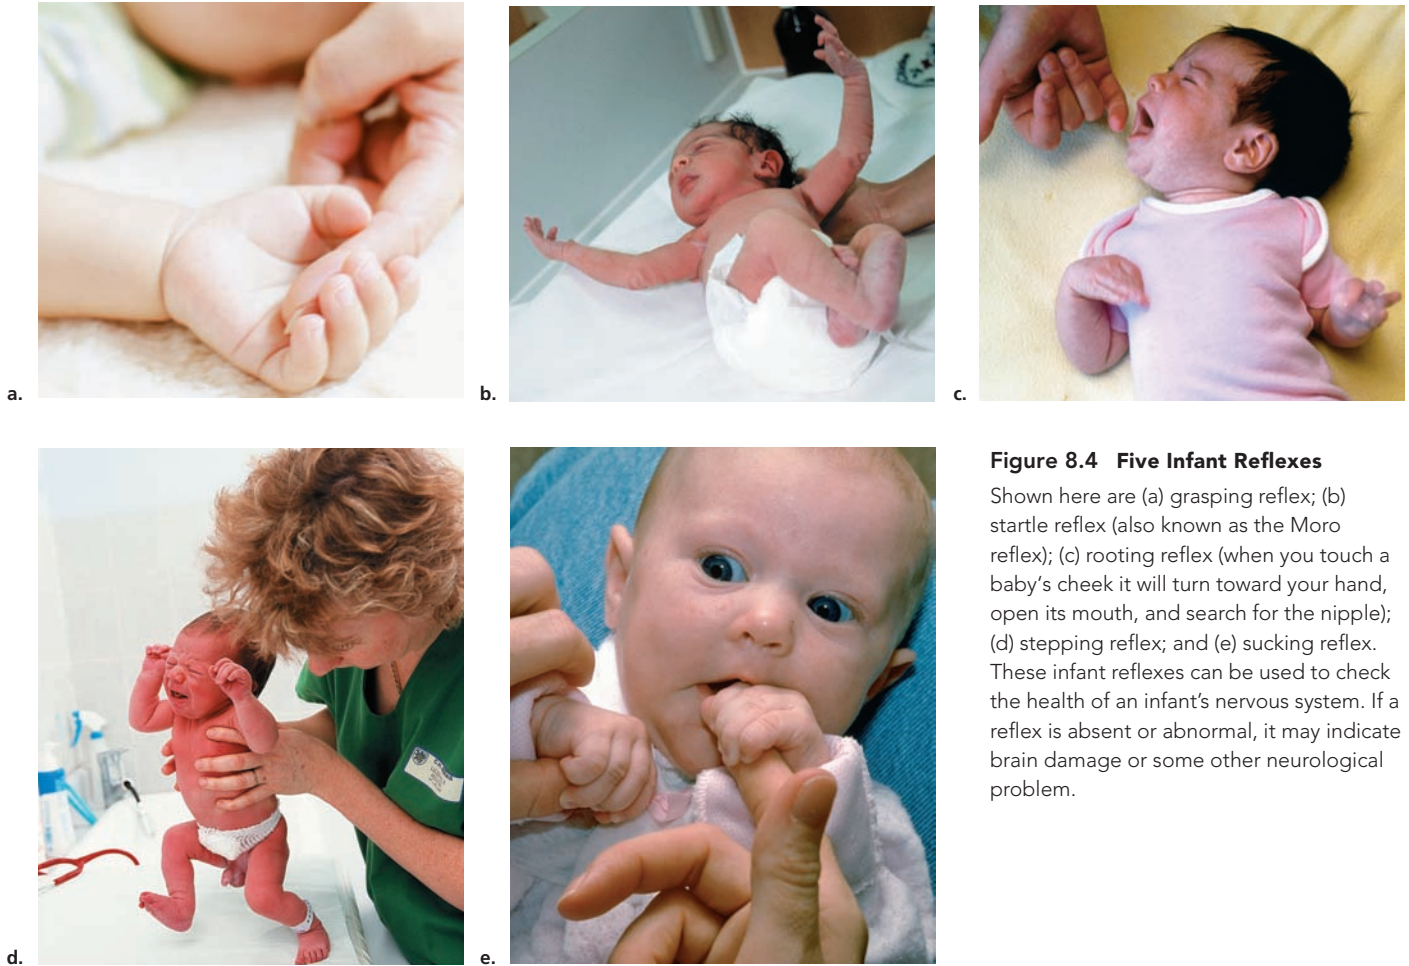 a.
b.
c.
Figure 8.4 Five Infant Reflexes
Shown here are (a) grasping reflex; (b)
startle reflex (also known as the Moro
reflex); (c) rooting reflex (when you touch a
baby’s cheek it will turn toward your hand,
open its mouth, and search for the nipple);
(d) stepping reflex; and (e) sucking reflex.
These infant reflexes can be used to check
the health of an infant’s nervous system. If a
reflex is absent or abnormal, it may indicate
brain damage or some other neurological
problem.
d.
e.